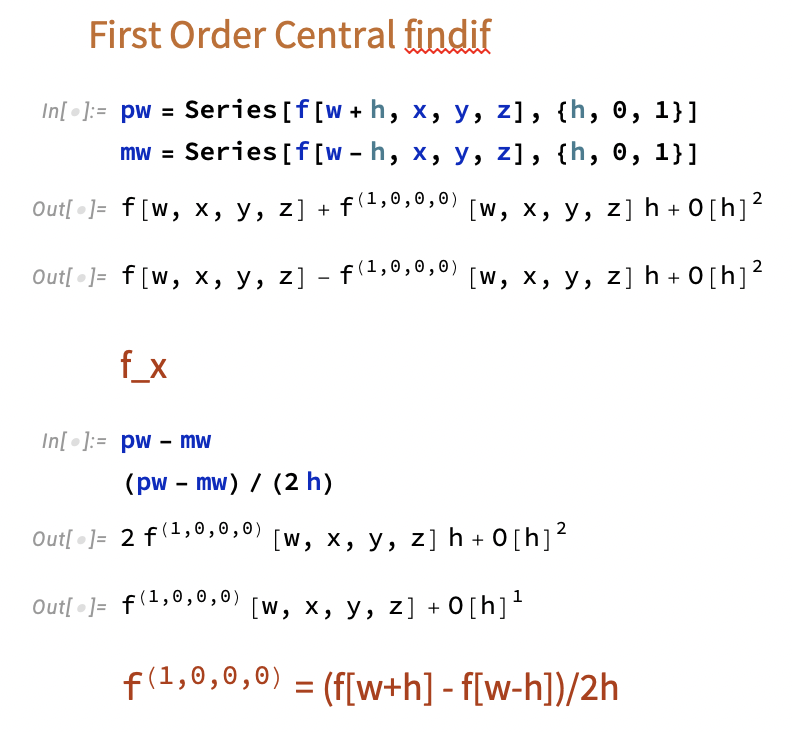 First Order Central findif
In[•]:= pw = Series[f[w + h, x, y, z], {h, 0, 1}]
mw = Series[f[w - h, x, y, z], {h, 0, 1}]
Out[•]= f[w, x, y, z] + f^(1,0,0,0)[w, x, y, z] h + O[h]^2
Out[•]= f[w, x, y, z] - f^(1,0,0,0)[w, x, y, z] h + O[h]^2
f_x
In[•]:= pw - mw
(pw - mw) / (2 h)
Out[•]= 2 f^(1,0,0,0)[w, x, y, z] h + O[h]^2
Out[•]= f^(1,0,0,0)[w, x, y, z] + O[h]^1
f^(1,0,0,0) = (f[w+h] - f[w-h])/2h